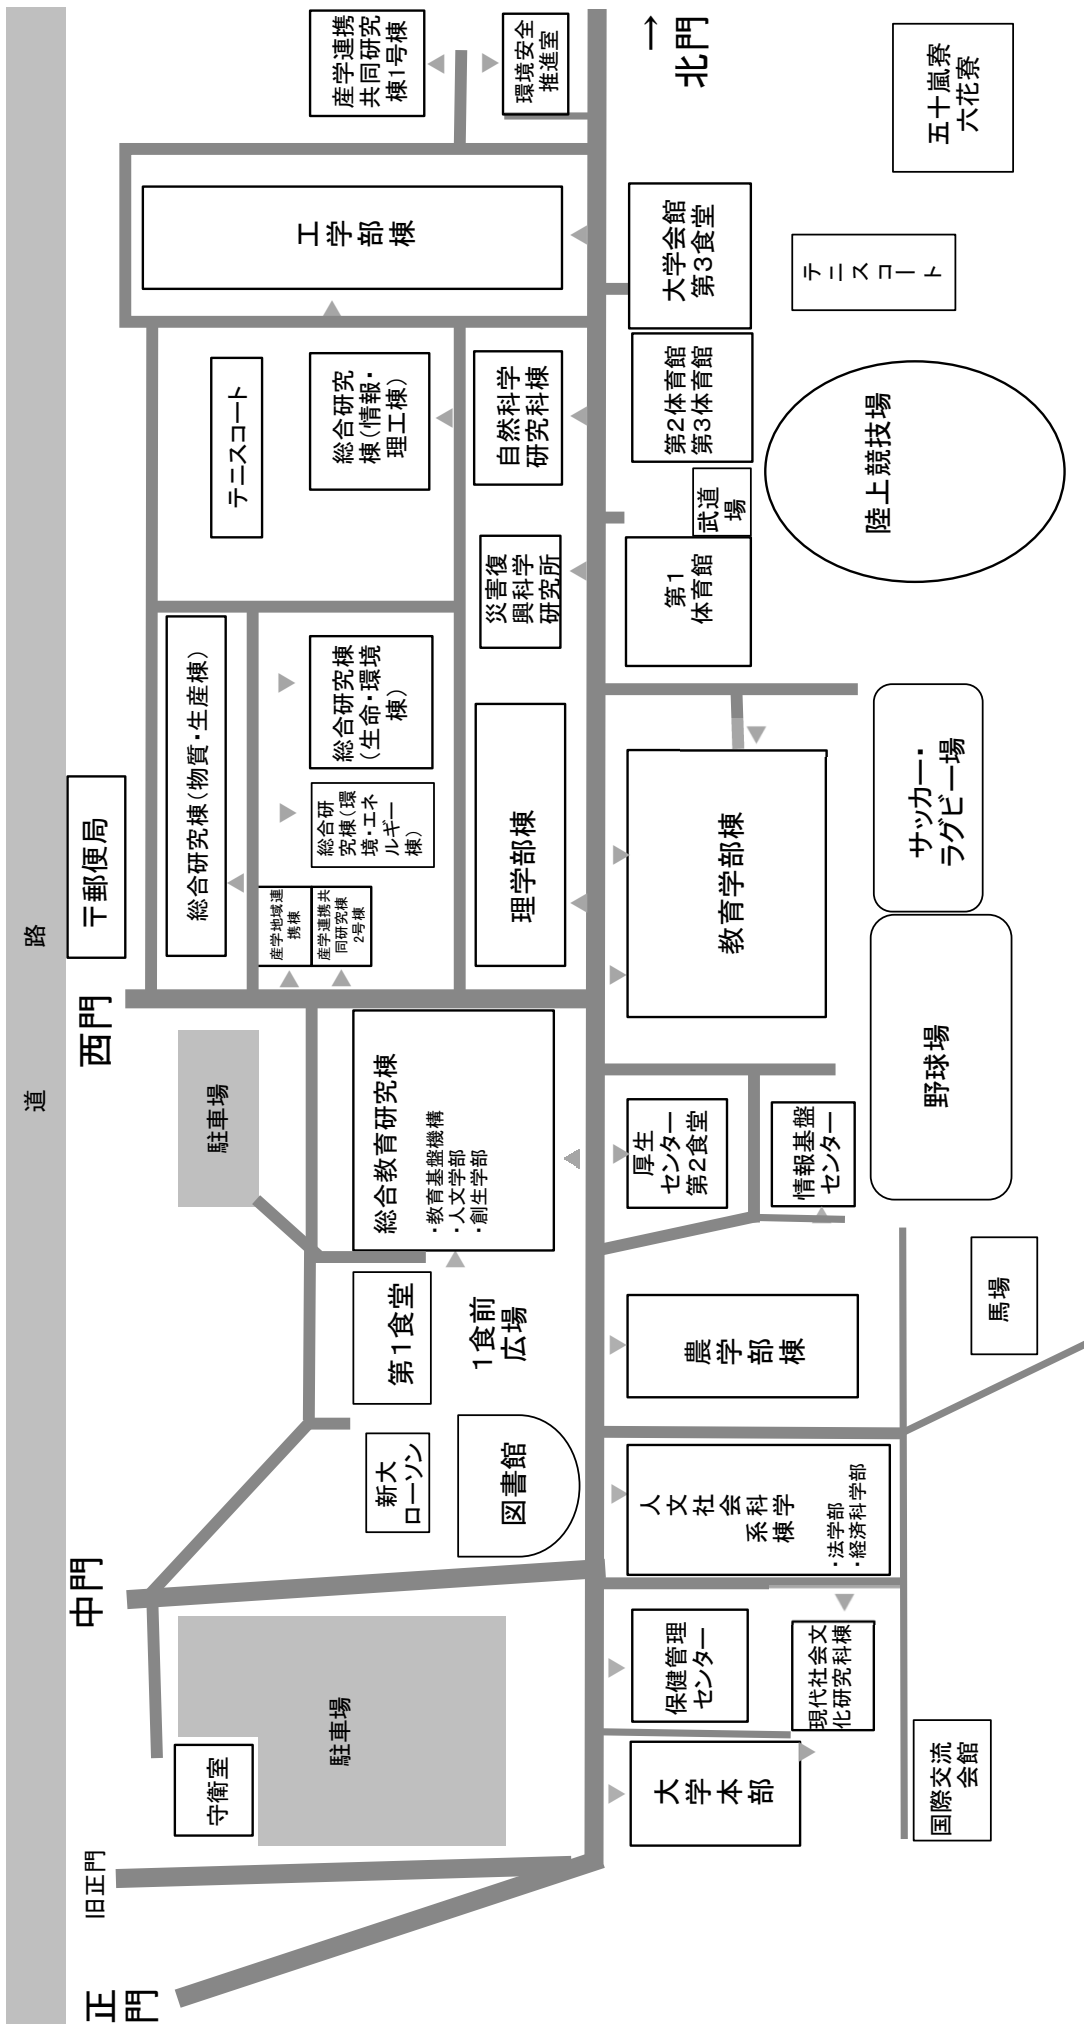 道
路
正
門
旧正門
中門
西門
→
北門
〒郵便局
守衛室
駐車場
駐車場
新大
ローソン
図書館
第1食堂
1食前
広場
総合教育研究棟
・教育基盤機構
・人文学部
・創生学部
産学地域連
携棟
産学連携共
同研究棟
2号棟
総合研究棟(物質・生産棟)
総合研
究棟(環
境・エネ
ルギー
棟)
総合研究棟
(生命・環境
棟)
テニスコート
総合研究
棟(情報・
理工棟)
理学部棟
災害復
興科学
研究所
自然科学
研究科棟
工学部棟
産学連携
共同研究
棟1号棟
環境安全
推進室
大学本部
保健管理
センター
現代社会文
化研究科棟
国際交流
会館
人文社会科学
系棟
・法学部
・経済科学部
農学部棟
馬場
厚生
センター
第2食堂
情報基盤
センター
野球場
教育学部棟
サッカー・
ラグビー場
第1
体育館
武道
場
第2体育館
第3体育館
陸上競技場
大学会館
第3食堂
テニスコート
五十嵐寮
六花寮